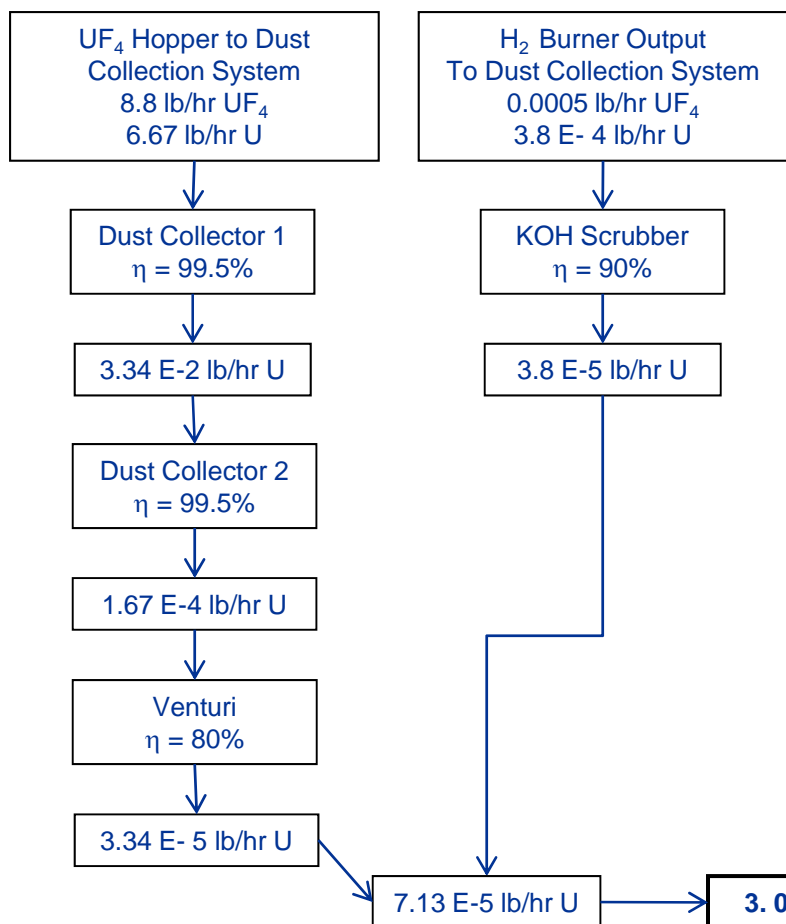 UF₄ Hopper to Dust
Collection System
8.8 lb/hr UF₄
6.67 lb/hr U
H₂ Burner Output
To Dust Collection System
0.0005 lb/hr UF₄
3.8 E- 4 lb/hr U
Dust Collector 1
η = 99.5%
KOH Scrubber
η = 90%
3.34 E-2 lb/hr U
3.8 E-5 lb/hr U
Dust Collector 2
η = 99.5%
1.67 E-4 lb/hr U
Venturi
η = 80%
3.34 E- 5 lb/hr U
7.13 E-5 lb/hr U
3. 0